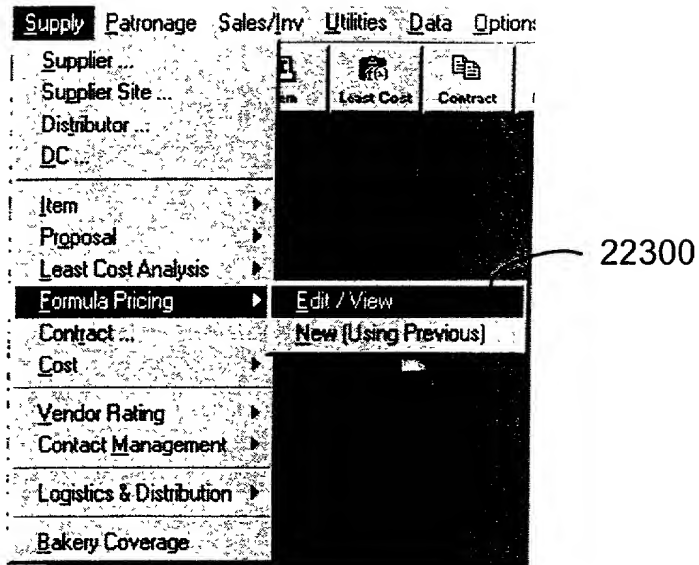 Supply Patronage Sales/Inv Utilities Data Option
Supplier ...
Supplier Site ...
Distributor ...
DC ...
Least Cost Contract
Item
Proposal
Least Cost Analysis
Formula Pricing
Edit / View
22300
Contract ...
New (Using Previous)
Cost
Vendor Rating
Contact Management
Logistics & Distribution
Bakery Coverage